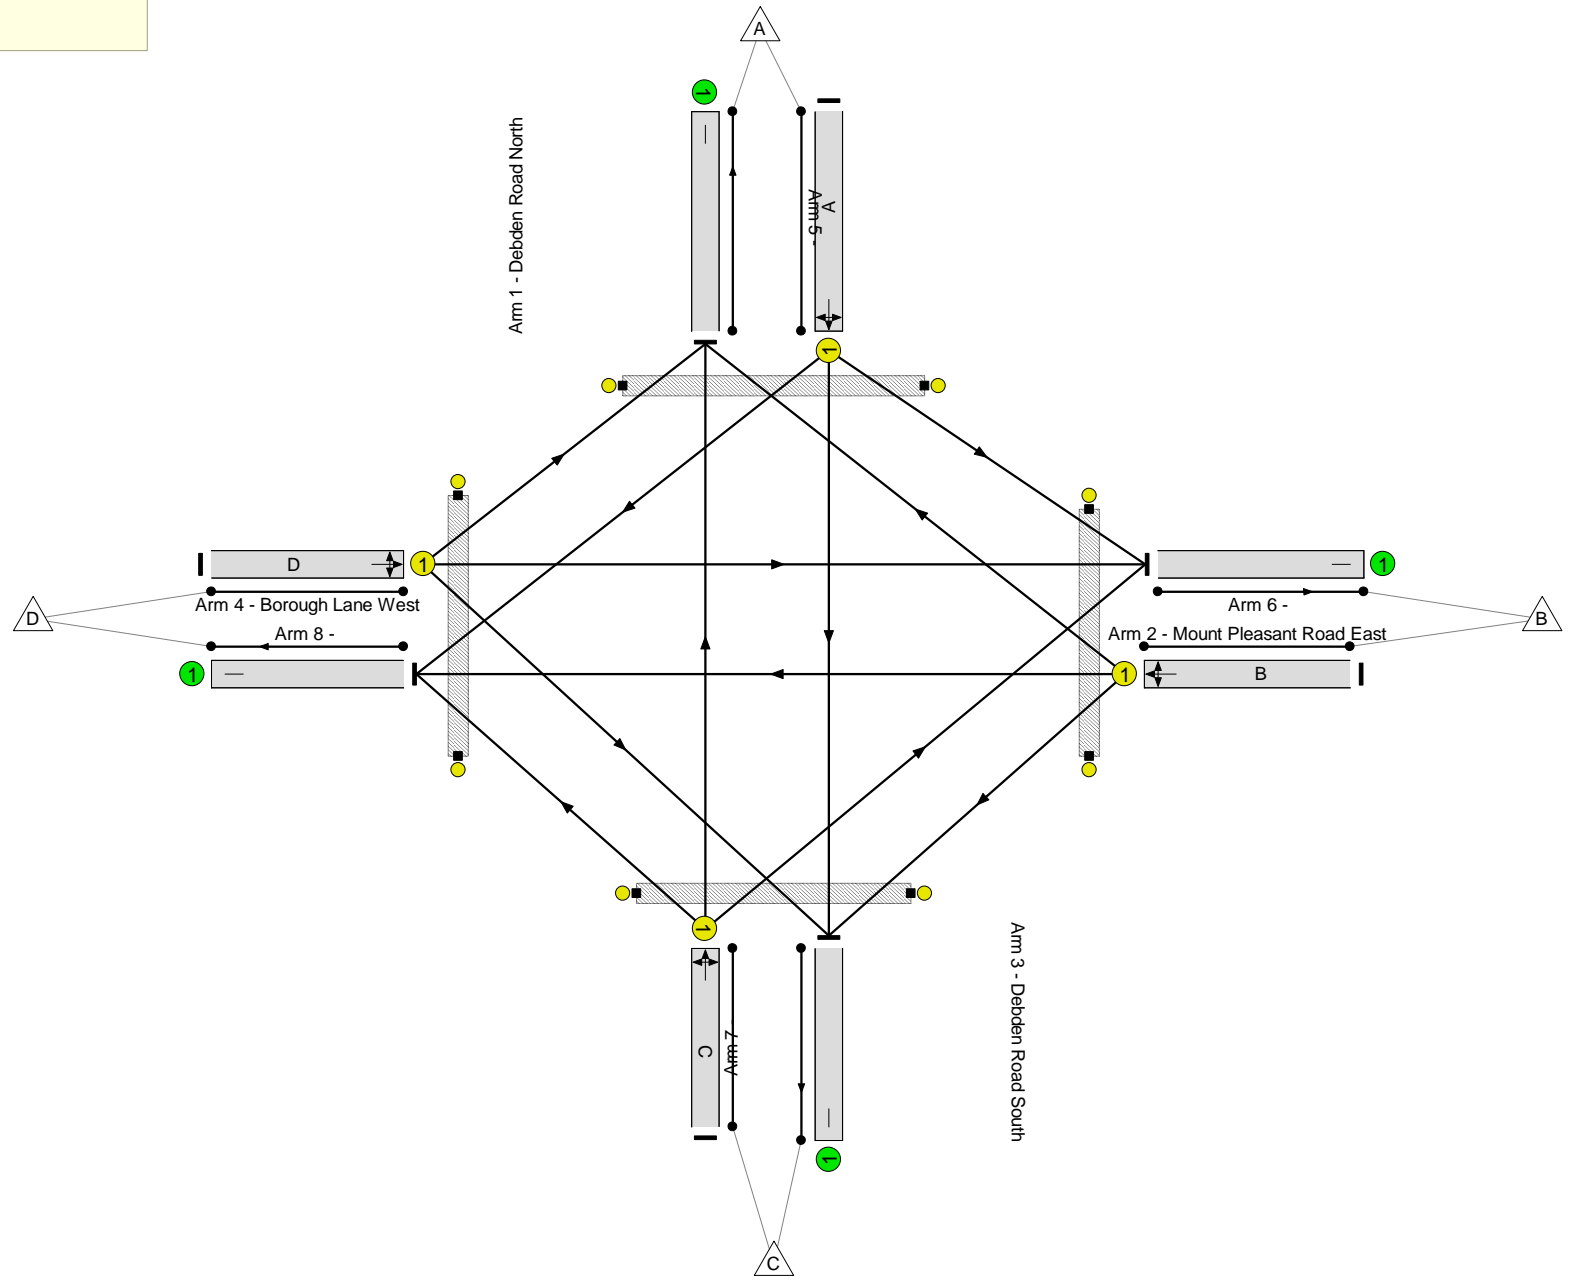 A
1
Arm 1 - Debden Road North
A
Arm 5 -
1
D
1
1
1
D
Arm 4 - Borough Lane West
Arm 6 -
B
Arm 8 -
Arm 2 - Mount Pleasant Road East
1
1
B
1
Arm 3 - Debden Road South
C
Arm 7 -
1
C